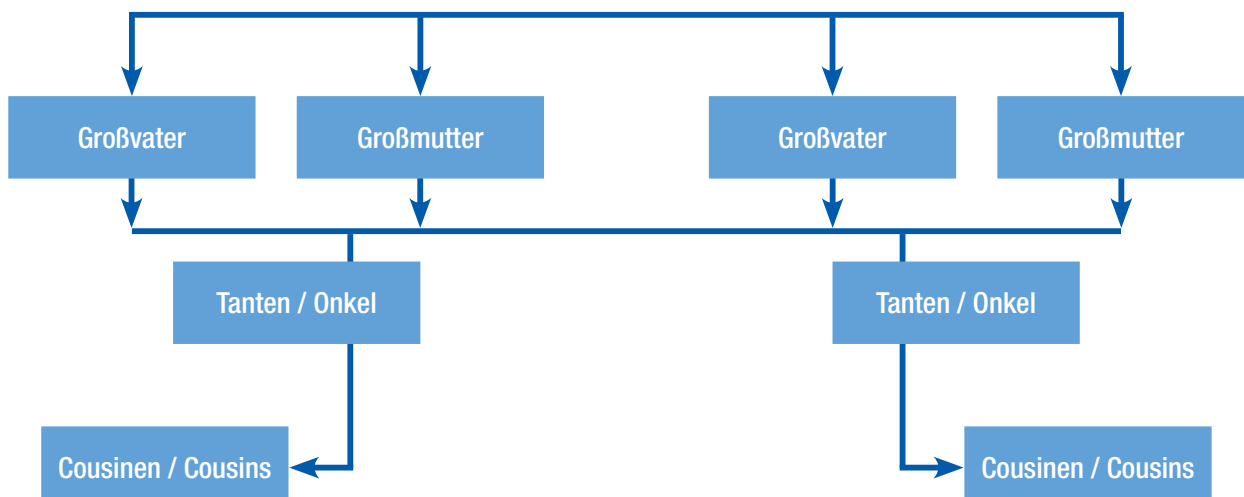 Großvater
Großmutter
Großvater
Großmutter
Tanten / Onkel
Tanten / Onkel
Cousinen / Cousins
Cousinen / Cousins